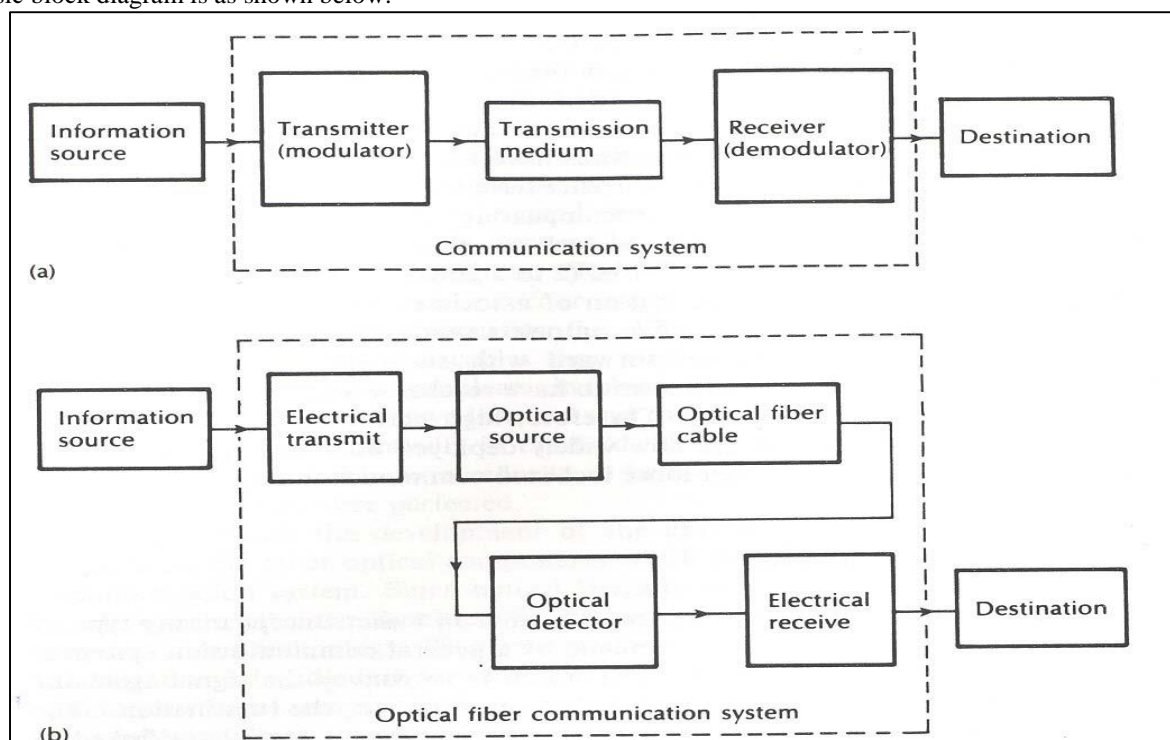 sic block diagram is as shown below:
Information
source
Transmitter
(modulator)
Transmission
medium
Receiver
(demodulator)
Destination
Communication system
(a)
Information
source
Electrical
transmit
Optical
source
Optical fiber
cable
Optical
detector
Electrical
receive
Destination
Optical fiber communication system
(b)